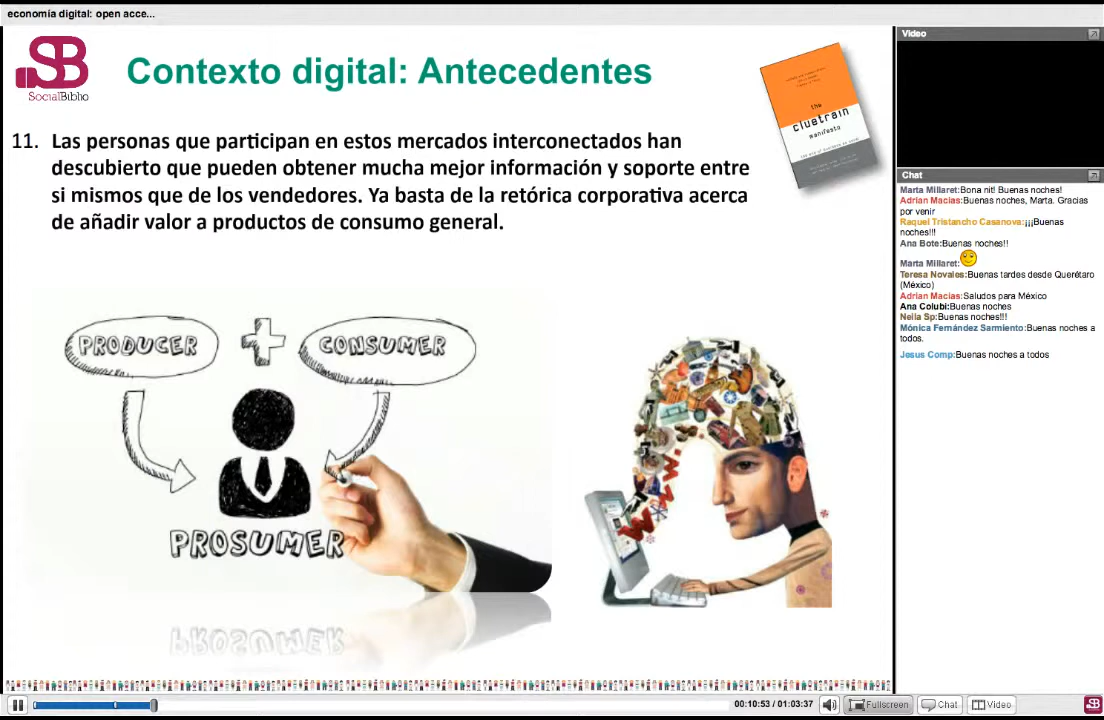 economía digital: open acce...
SB
SocialBiblio
Contexto digital: Antecedentes
the
cluetrain
manifesto
11. Las personas que participan en estos mercados interconectados han
descubierto que pueden obtener mucha mejor información y soporte entre
si mismos que de los vendedores. Ya basta de la retórica corporativa acerca
de añadir valor a productos de consumo general.
PRODUCER + CONSUMER
PROSUMER
www.
Video
Chat
Marta Millaret:Bona nit! Buenas noches!
Adrian Macias:Buenas noches, Marta. Gracias
por venir
Raquel Tristancho Casanova:¡¡¡Buenas
noches!!!
Ana Bote:Buenas noches!!
Marta Millaret:
Teresa Novales:Buenas tardes desde Querétaro
(México)
Adrian Macias:Saludos para México
Ana Colubi:Buenas noches
Neila Sp:Buenas noches!!!
Mónica Fernández Sarmiento:Buenas noches a
todos.
Jesus Comp:Buenas noches a todos
00:10:53 / 01:03:37
Fullscreen
Chat
Video
SB